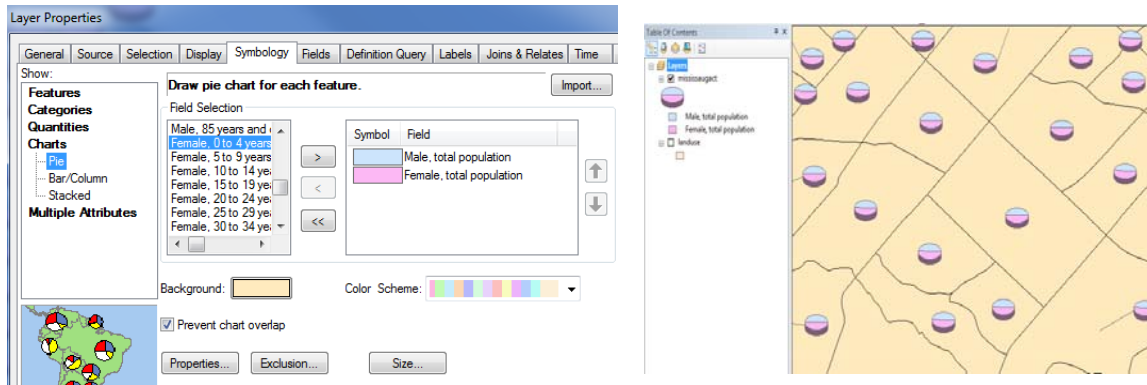 Layer Properties
General Source Selection Display Symbology Fields Definition Query Labels Joins & Relates Time
Show:
Features
Categories
Quantities
Charts
Pie
Bar/Column
Stacked
Multiple Attributes
Draw pie chart for each feature.
Import...
Field Selection
Male, 85 years and
Female, 0 to 4 years
Female, 5 to 9 years
Female, 10 to 14 ye
Female, 15 to 19 ye
Female, 20 to 24 ye
Female, 25 to 29 ye
Female, 30 to 34 ye
>
<
<<
Symbol Field
Male, total population
Female, total population
Background:
Color Scheme:
Prevent chart overlap
Properties... Exclusion... Size...
Table Of Contents
Layers
mississaugact
Male, total population
Female, total population
landuse